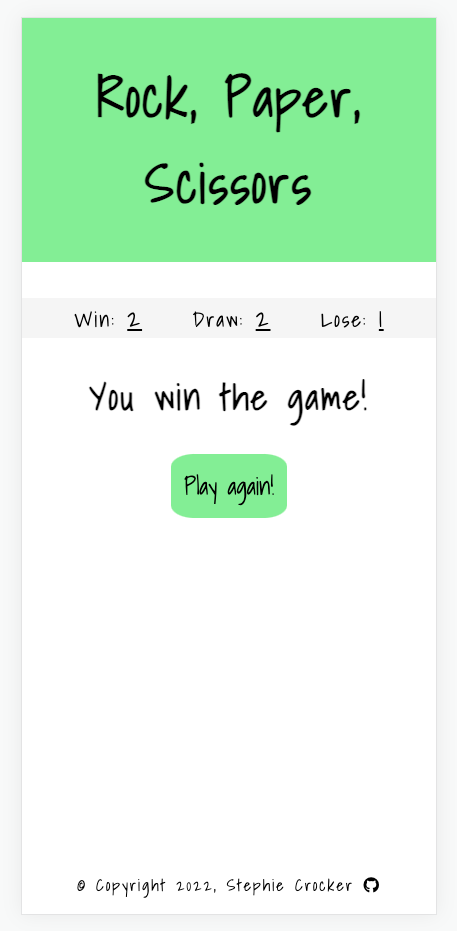 Rock, Paper,
Scissors
Win: 2 Draw: 2 Lose: 1
You win the game!
Play again!
© Copyright 2022, Stephie Crocker